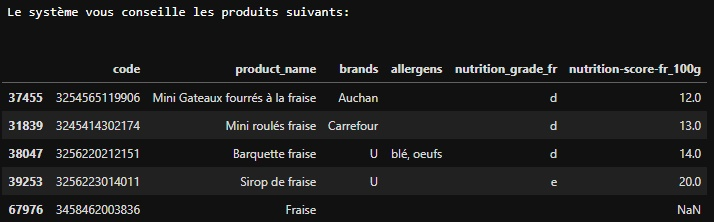 Le système vous conseille les produits suivants:
code product_name brands allergens nutrition_grade_fr nutrition-score-fr_100g
37455 3254565119906 Mini Gateaux fourrés à la fraise Auchan d 12.0
31839 3245414302174 Mini roulés fraise Carrefour d 13.0
38047 3256220212151 Barquette fraise U blé, oeufs d 14.0
39253 3256223014011 Sirop de fraise U e 20.0
67976 3458462003836 Fraise NaN